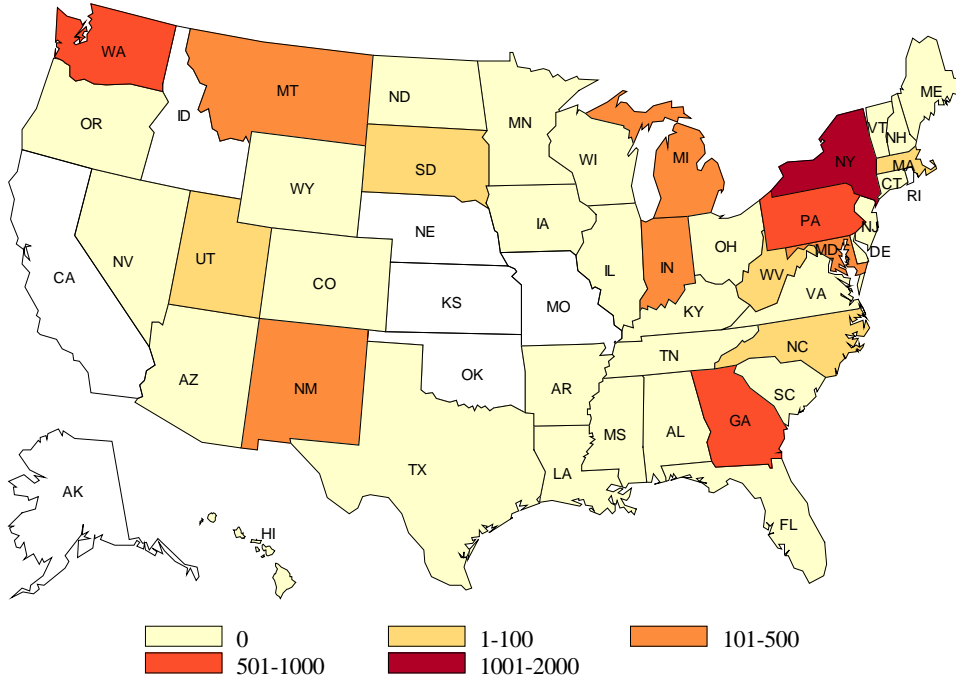 WA
ME
MT
ND
VT
ID
MN
NH
OR
WI
MI
NY
MA
SD
CT
WY
RI
PA
NJ
IA
NE
OH
DE
MD
NV
UT
IN
IL
WV
CA
CO
VA
KS
MO
KY
NC
TN
AZ
OK
NM
AR
SC
GA
MS
AL
TX
LA
AK
FL
HI
0
1-100
101-500
501-1000
1001-2000